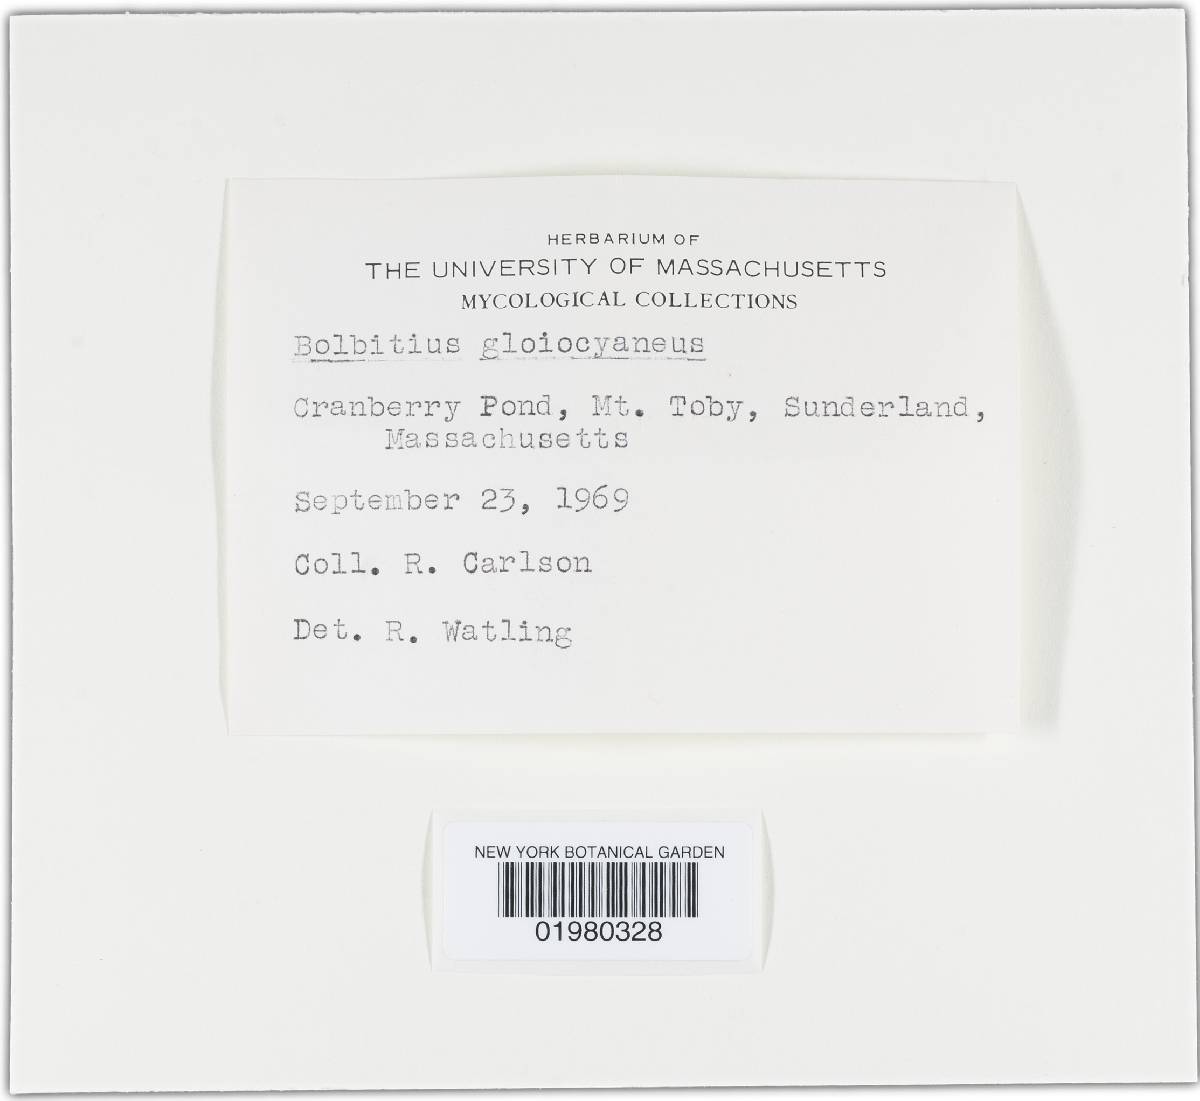 HERBARIUM OF
THE UNIVERSITY OF MASSACHUSETTS
MYCOLOGICAL COLLECTIONS
Bolbitius gloiocyaneus
Cranberry Pond, Mt. Toby, Sunderland,
Massachusetts
September 23, 1969
Coll. R. Carlson
Det. R. Watling
NEW YORK BOTANICAL GARDEN
01980328